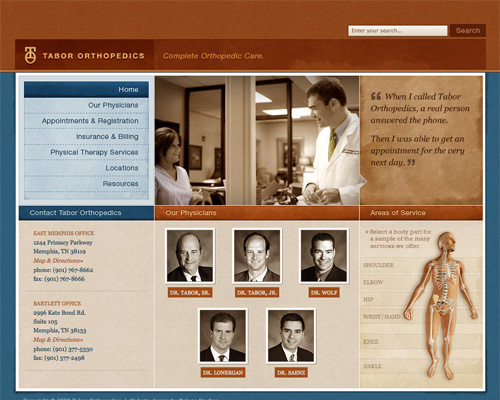 Enter your search...
Search
TABOR ORTHOPEDICS
Complete Orthopedic Care.
Home
Our Physicians
Appointments & Registration
Insurance & Billing
Physical Therapy Services
Locations
Resources
“ When I called Tabor
Orthopedics, a real person
answered the phone.
Then I was able to get an
appointment for the very
next day. ”
Contact Tabor Orthopedics
EAST MEMPHIS OFFICE
1244 Primacy Parkway
Memphis, TN 38119
Map & Directions»
phone: (901) 767-8662
fax: (901) 767-8666
BARTLETT OFFICE
2996 Kate Bond Rd.
Suite 105
Memphis, TN 38133
Map & Directions»
phone: (901) 377-5330
fax: (901) 377-2498
Our Physicians
DR. TABOR, SR.
DR. TABOR, JR.
DR. WOLF
DR. LONERGAN
DR. SAENZ
Areas of Service
» Select a body part for
a sample of the many
services we offer.
SHOULDER
ELBOW
HIP
WRIST/HAND
KNEE
ANKLE